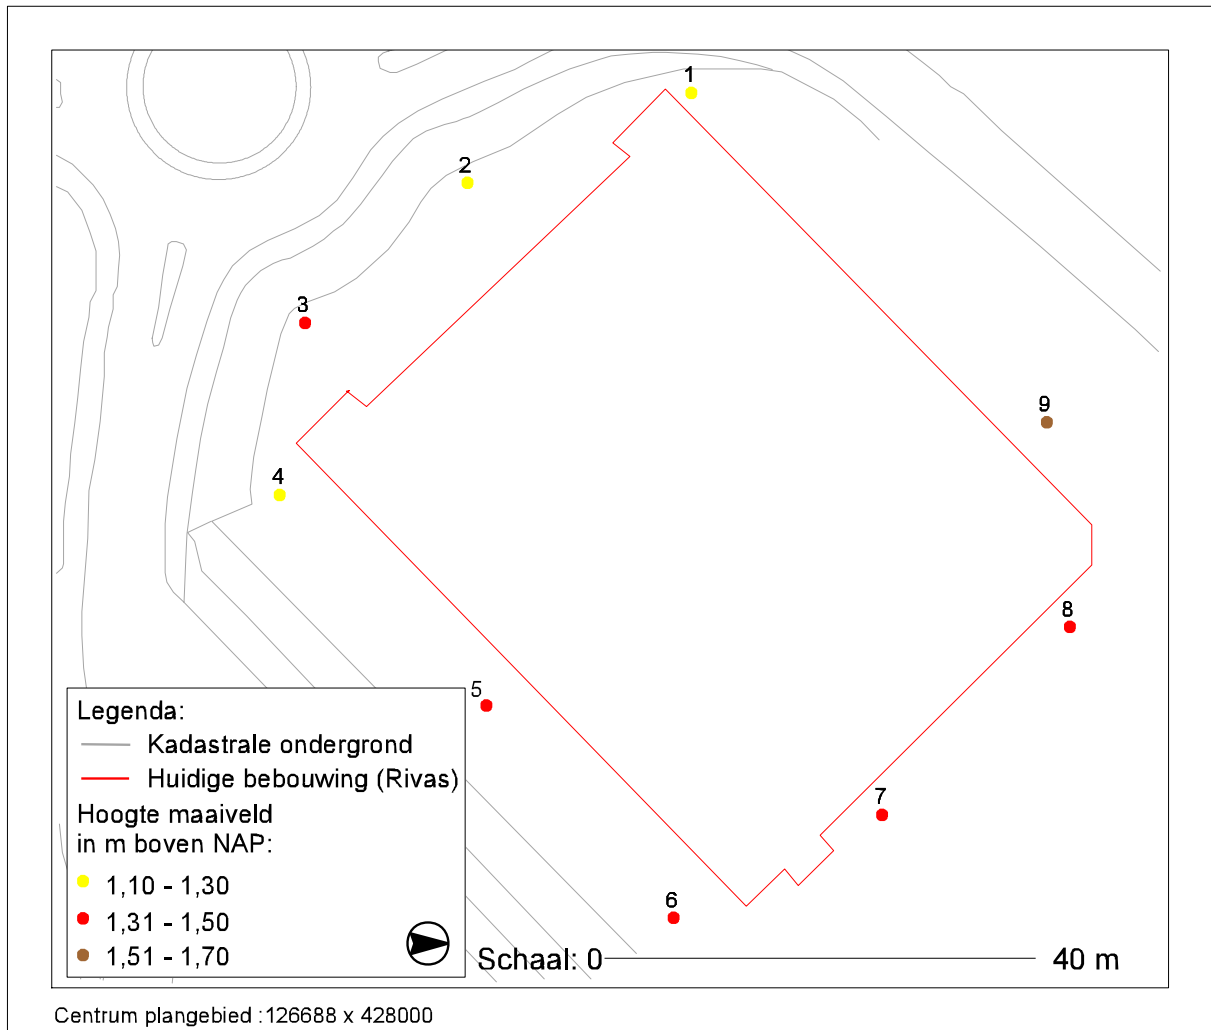 1
2
3
9
4
8
5
7
6
Legenda:
Kadastrale ondergrond
Huidige bebouwing (Rivas)
Hoogte maaiveld
in m boven NAP:
1,10 - 1,30
1,31 - 1,50
1,51 - 1,70
Schaal: 0 40 m
Centrum plangebied :126688 x 428000